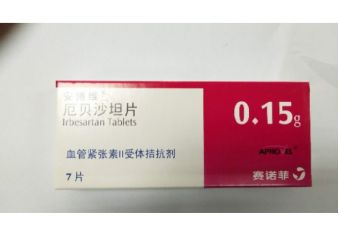 安博维
厄贝沙坦片
Irbesartan Tablets
0.15g
血管紧张素II受体拮抗剂
APROVEL
7片
赛诺菲